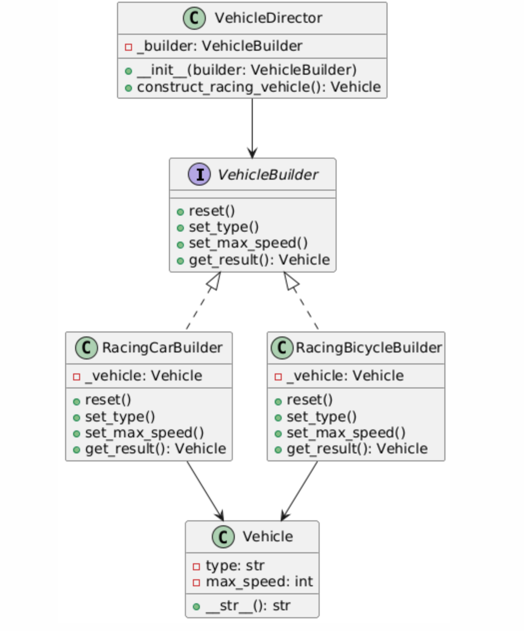 C VehicleDirector
_builder: VehicleBuilder
__init__(builder: VehicleBuilder)
construct_racing_vehicle(): Vehicle
I VehicleBuilder
reset()
set_type()
set_max_speed()
get_result(): Vehicle
C RacingCarBuilder
_vehicle: Vehicle
reset()
set_type()
set_max_speed()
get_result(): Vehicle
C RacingBicycleBuilder
_vehicle: Vehicle
reset()
set_type()
set_max_speed()
get_result(): Vehicle
C Vehicle
type: str
max_speed: int
__str__(): str